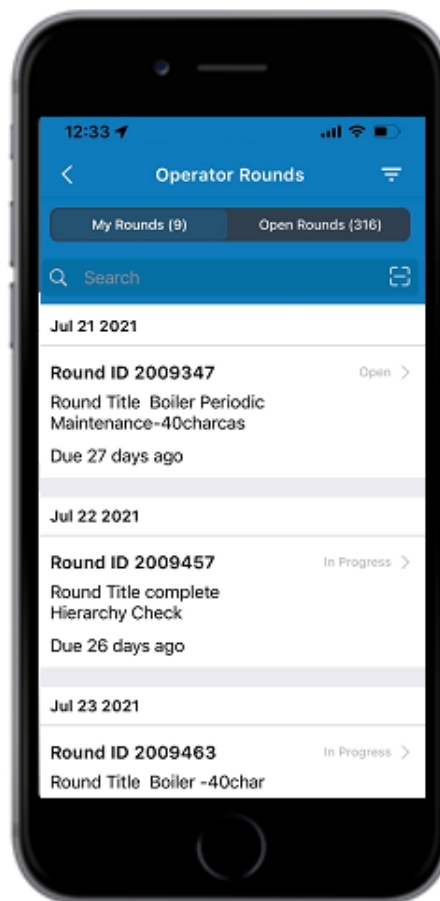 12:33
Operator Rounds
My Rounds (9)
Open Rounds (316)
Search
Jul 21 2021
Round ID 2009347
Open
Round Title Boiler Periodic
Maintenance-40charcas
Due 27 days ago
Jul 22 2021
Round ID 2009457
In Progress
Round Title complete
Hierarchy Check
Due 26 days ago
Jul 23 2021
Round ID 2009463
In Progress
Round Title Boiler -40char